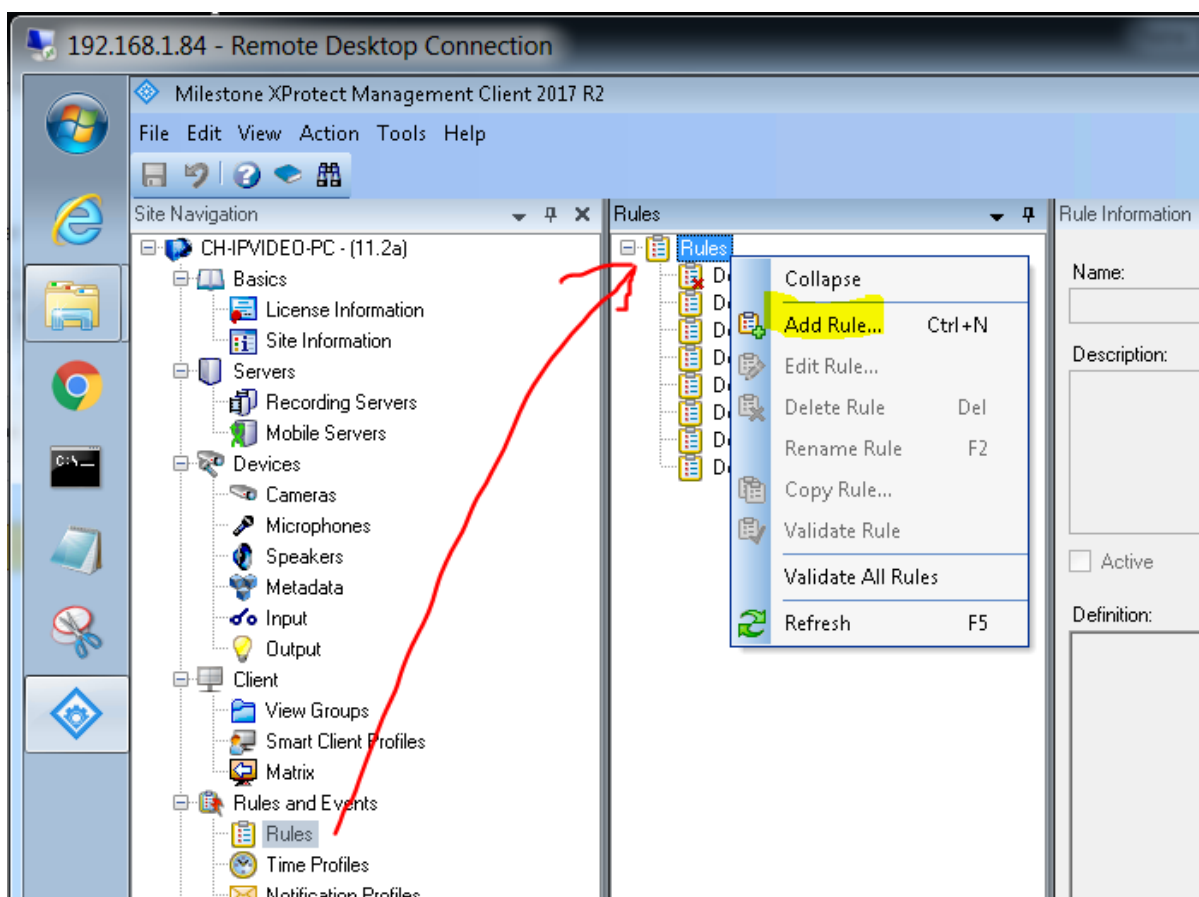 192.168.1.84 - Remote Desktop Connection
Milestone XProtect Management Client 2017 R2
File Edit View Action Tools Help
Site Navigation
CH-IPVIDEO-PC - (11.2a)
Basics
License Information
Site Information
Servers
Recording Servers
Mobile Servers
Devices
Cameras
Microphones
Speakers
Metadata
Input
Output
Client
View Groups
Smart Client Profiles
Matrix
Rules and Events
Rules
Time Profiles
Notification Profiles
Rules
Rules
Collapse
Add Rule... Ctrl+N
Edit Rule...
Delete Rule Del
Rename Rule F2
Copy Rule...
Validate Rule
Validate All Rules
Refresh F5
Rule Information
Name:
Description:
Active
Definition:
C:\